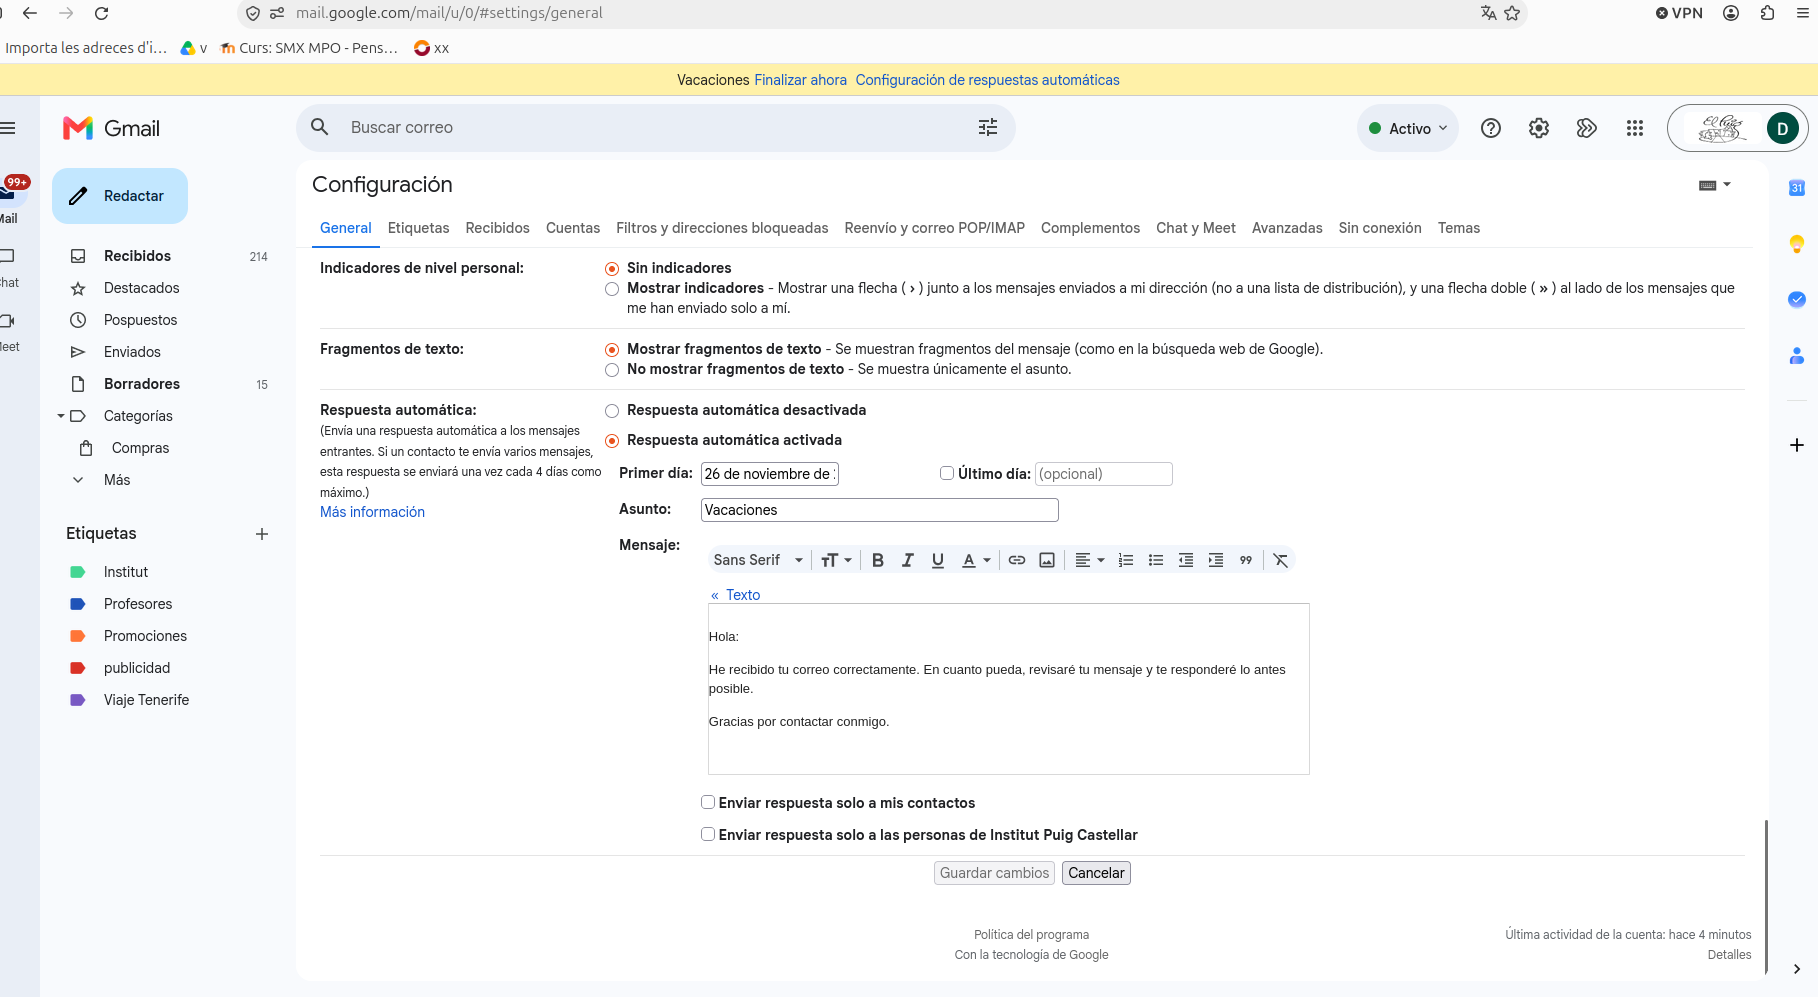 mail.google.com/mail/u/0/#settings/general
VPN
Importa les adreces d'i…
v
Curs: SMX MPO - Pens…
xx
Vacaciones Finalizar ahora Configuración de respuestas automáticas
Gmail
Buscar correo
Activo
D
99+
Mail
Redactar
Recibidos 214
Destacados
Chat
Pospuestos
Meet
Enviados
Borradores 15
Categorías
Compras
Más
Etiquetas
Institut
Profesores
Promociones
publicidad
Viaje Tenerife
Configuración
General Etiquetas Recibidos Cuentas Filtros y direcciones bloqueadas Reenvío y correo POP/IMAP Complementos Chat y Meet Avanzadas Sin conexión Temas
Indicadores de nivel personal:
Sin indicadores
Mostrar indicadores - Mostrar una flecha ( › ) junto a los mensajes enviados a mi dirección (no a una lista de distribución), y una flecha doble ( » ) al lado de los mensajes que
me han enviado solo a mí.
Fragmentos de texto:
Mostrar fragmentos de texto - Se muestran fragmentos del mensaje (como en la búsqueda web de Google).
No mostrar fragmentos de texto - Se muestra únicamente el asunto.
Respuesta automática:
(Envía una respuesta automática a los mensajes
entrantes. Si un contacto te envía varios mensajes,
esta respuesta se enviará una vez cada 4 días como
máximo.)
Más información
Respuesta automática desactivada
Respuesta automática activada
Primer día: 26 de noviembre de
Último día: (opcional)
Asunto: Vacaciones
Mensaje:
Sans Serif
« Texto
Hola:
He recibido tu correo correctamente. En cuanto pueda, revisaré tu mensaje y te responderé lo antes
posible.
Gracias por contactar conmigo.
Enviar respuesta solo a mis contactos
Enviar respuesta solo a las personas de Institut Puig Castellar
Guardar cambios Cancelar
Política del programa
Con la tecnología de Google
Última actividad de la cuenta: hace 4 minutos
Detalles
31